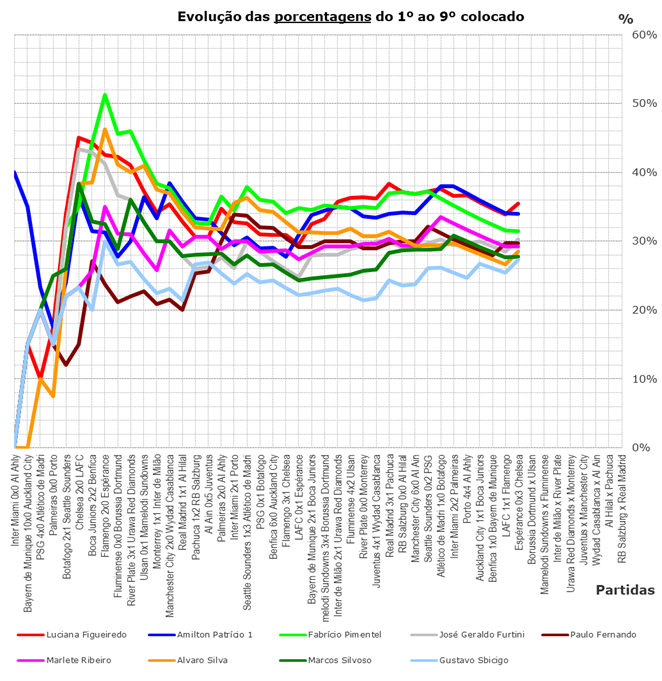 Evolução das porcentagens do 1º ao 9º colocado
%
60%
50%
40%
30%
20%
10%
0%
Inter Miami 0x0 Al Ahly
Bayern de Munique 10x0 Auckland City
PSG 4x0 Atlético de Madri
Palmeiras 0x0 Porto
Botafogo 2x1 Seattle Sounders
Chelsea 2x0 LAFC
Boca Juniors 2x2 Benfica
Flamengo 2x0 Espérance
Fluminense 0x0 Borussia Dortmund
River Plate 3x1 Urawa Red Diamonds
Ulsan 0x1 Mamelodi Sundowns
Monterrey 1x1 Inter de Milão
Manchester City 2x0 Wydad Casablanca
Real Madrid 1x1 Al Hilal
Pachuca 1x2 RB Salzburg
Al Ain 0x5 Juventus
Palmeiras 2x0 Al Ahly
Inter Miami 2x1 Porto
Seattle Sounders 1x3 Atlético de Madri
PSG 0x1 Botafogo
Benfica 6x0 Auckland City
Flamengo 3x1 Chelsea
LAFC 0x1 Espérance
Bayern de Munique 2x1 Boca Juniors
melodi Sundowns 3x4 Borussia Dortmund
Inter de Milão 2x1 Urawa Red Diamonds
Fluminense 4x2 Ulsan
River Plate 0x0 Monterrey
Juventus 4x1 Wydad Casablanca
Real Madrid 3x1 Pachuca
RB Salzburg 0x0 Al Hilal
Manchester City 6x0 Al Ain
Seattle Sounders 0x2 PSG
Atlético de Madri 1x0 Botafogo
Inter Miami 2x2 Palmeiras
Porto 4x4 Al Ahly
Auckland City 1x1 Boca Juniors
Benfica 1x0 Bayern de Munique
LAFC 1x1 Flamengo
Espérance 0x3 Chelsea
Borussia Dortmund x Ulsan
Mamelodi Sundowns x Fluminense
Inter de Milão x River Plate
Urawa Red Diamonds x Monterrey
Juventus x Manchester City
Wydad Casablanca x Al Ain
Al Hilal x Pachuca
RB Salzburg x Real Madrid
Partidas
Luciana Figueiredo
Amilton Patrício 1
Fabrício Pimentel
José Geraldo Furtini
Paulo Fernando
Marlete Ribeiro
Alvaro Silva
Marcos Silvoso
Gustavo Sbicigo